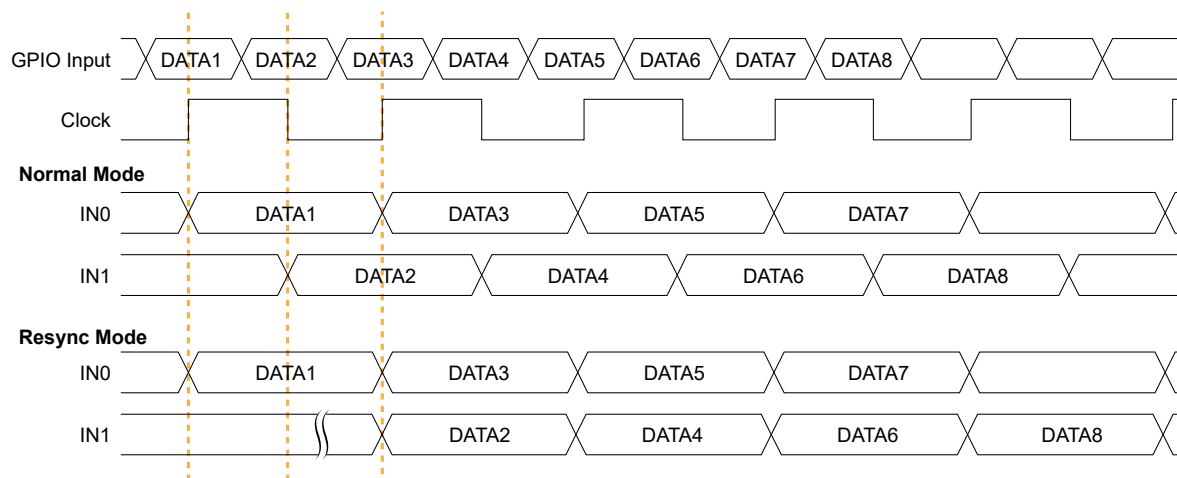 GPIO Input DATA1 DATA2 DATA3 DATA4 DATA5 DATA6 DATA7 DATA8
Clock
Normal Mode
IN0 DATA1 DATA3 DATA5 DATA7
IN1 DATA2 DATA4 DATA6 DATA8
Resync Mode
IN0 DATA1 DATA3 DATA5 DATA7
IN1 DATA2 DATA4 DATA6 DATA8